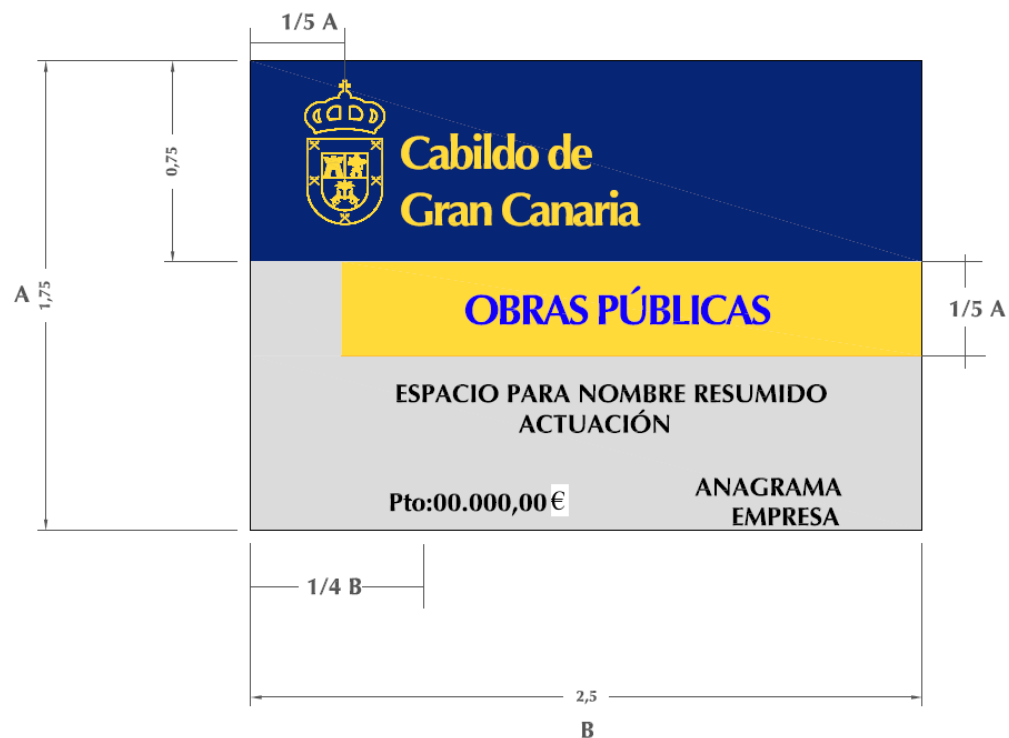 1/5 A
0,75
Cabildo de
Gran Canaria
A
1,75
OBRAS PÚBLICAS
1/5 A
ESPACIO PARA NOMBRE RESUMIDO
ACTUACIÓN
Pto:00.000,00 €
ANAGRAMA
EMPRESA
1/4 B
2,5
B